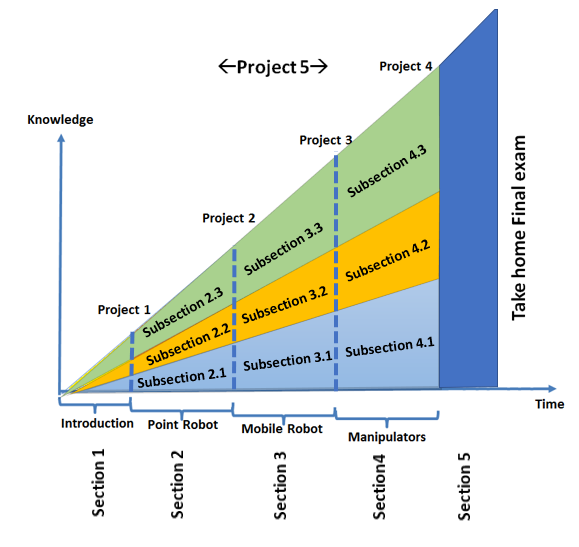 ←Project 5→
Project 4
Knowledge
Project 3
Project 2
Project 1
Subsection 2.3
Subsection 3.3
Subsection 4.3
Subsection 2.2
Subsection 3.2
Subsection 4.2
Subsection 2.1
Subsection 3.1
Subsection 4.1
Take home Final exam
Time
Introduction
Point Robot
Mobile Robot
Manipulators
Section 1
Section 2
Section 3
Section4
Section 5